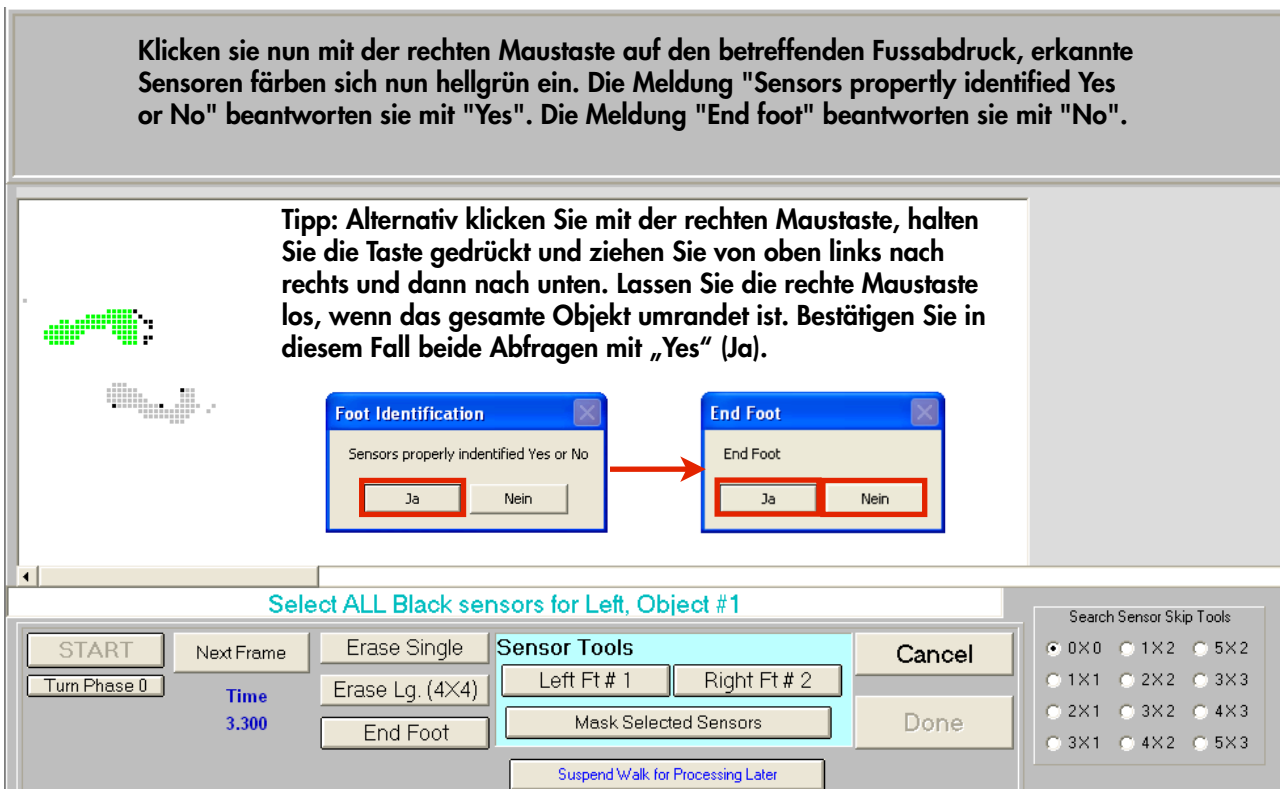 Klicken sie nun mit der rechten Maustaste auf den betreffenden Fussabdruck, erkannte
Sensoren färben sich nun hellgrün ein. Die Meldung "Sensors propertly identified Yes
or No" beantworten sie mit "Yes". Die Meldung "End foot" beantworten sie mit "No".
Tipp: Alternativ klicken Sie mit der rechten Maustaste, halten
Sie die Taste gedrückt und ziehen Sie von oben links nach
rechts und dann nach unten. Lassen Sie die rechte Maustaste
los, wenn das gesamte Objekt umrandet ist. Bestätigen Sie in
diesem Fall beide Abfragen mit „Yes“ (Ja).
Foot Identification
Sensors properly indentified Yes or No
Ja Nein
End Foot
End Foot
Ja Nein
Select ALL Black sensors for Left, Object #1
START
Turn Phase 0
Next Frame
Time
3.300
Erase Single
Erase Lg. (4X4)
End Foot
Sensor Tools
Left Ft # 1 Right Ft # 2
Mask Selected Sensors
Suspend Walk for Processing Later
Cancel
Done
Search Sensor Skip Tools
0X0 1X2 5X2
1X1 2X2 3X3
2X1 3X2 4X3
3X1 4X2 5X3